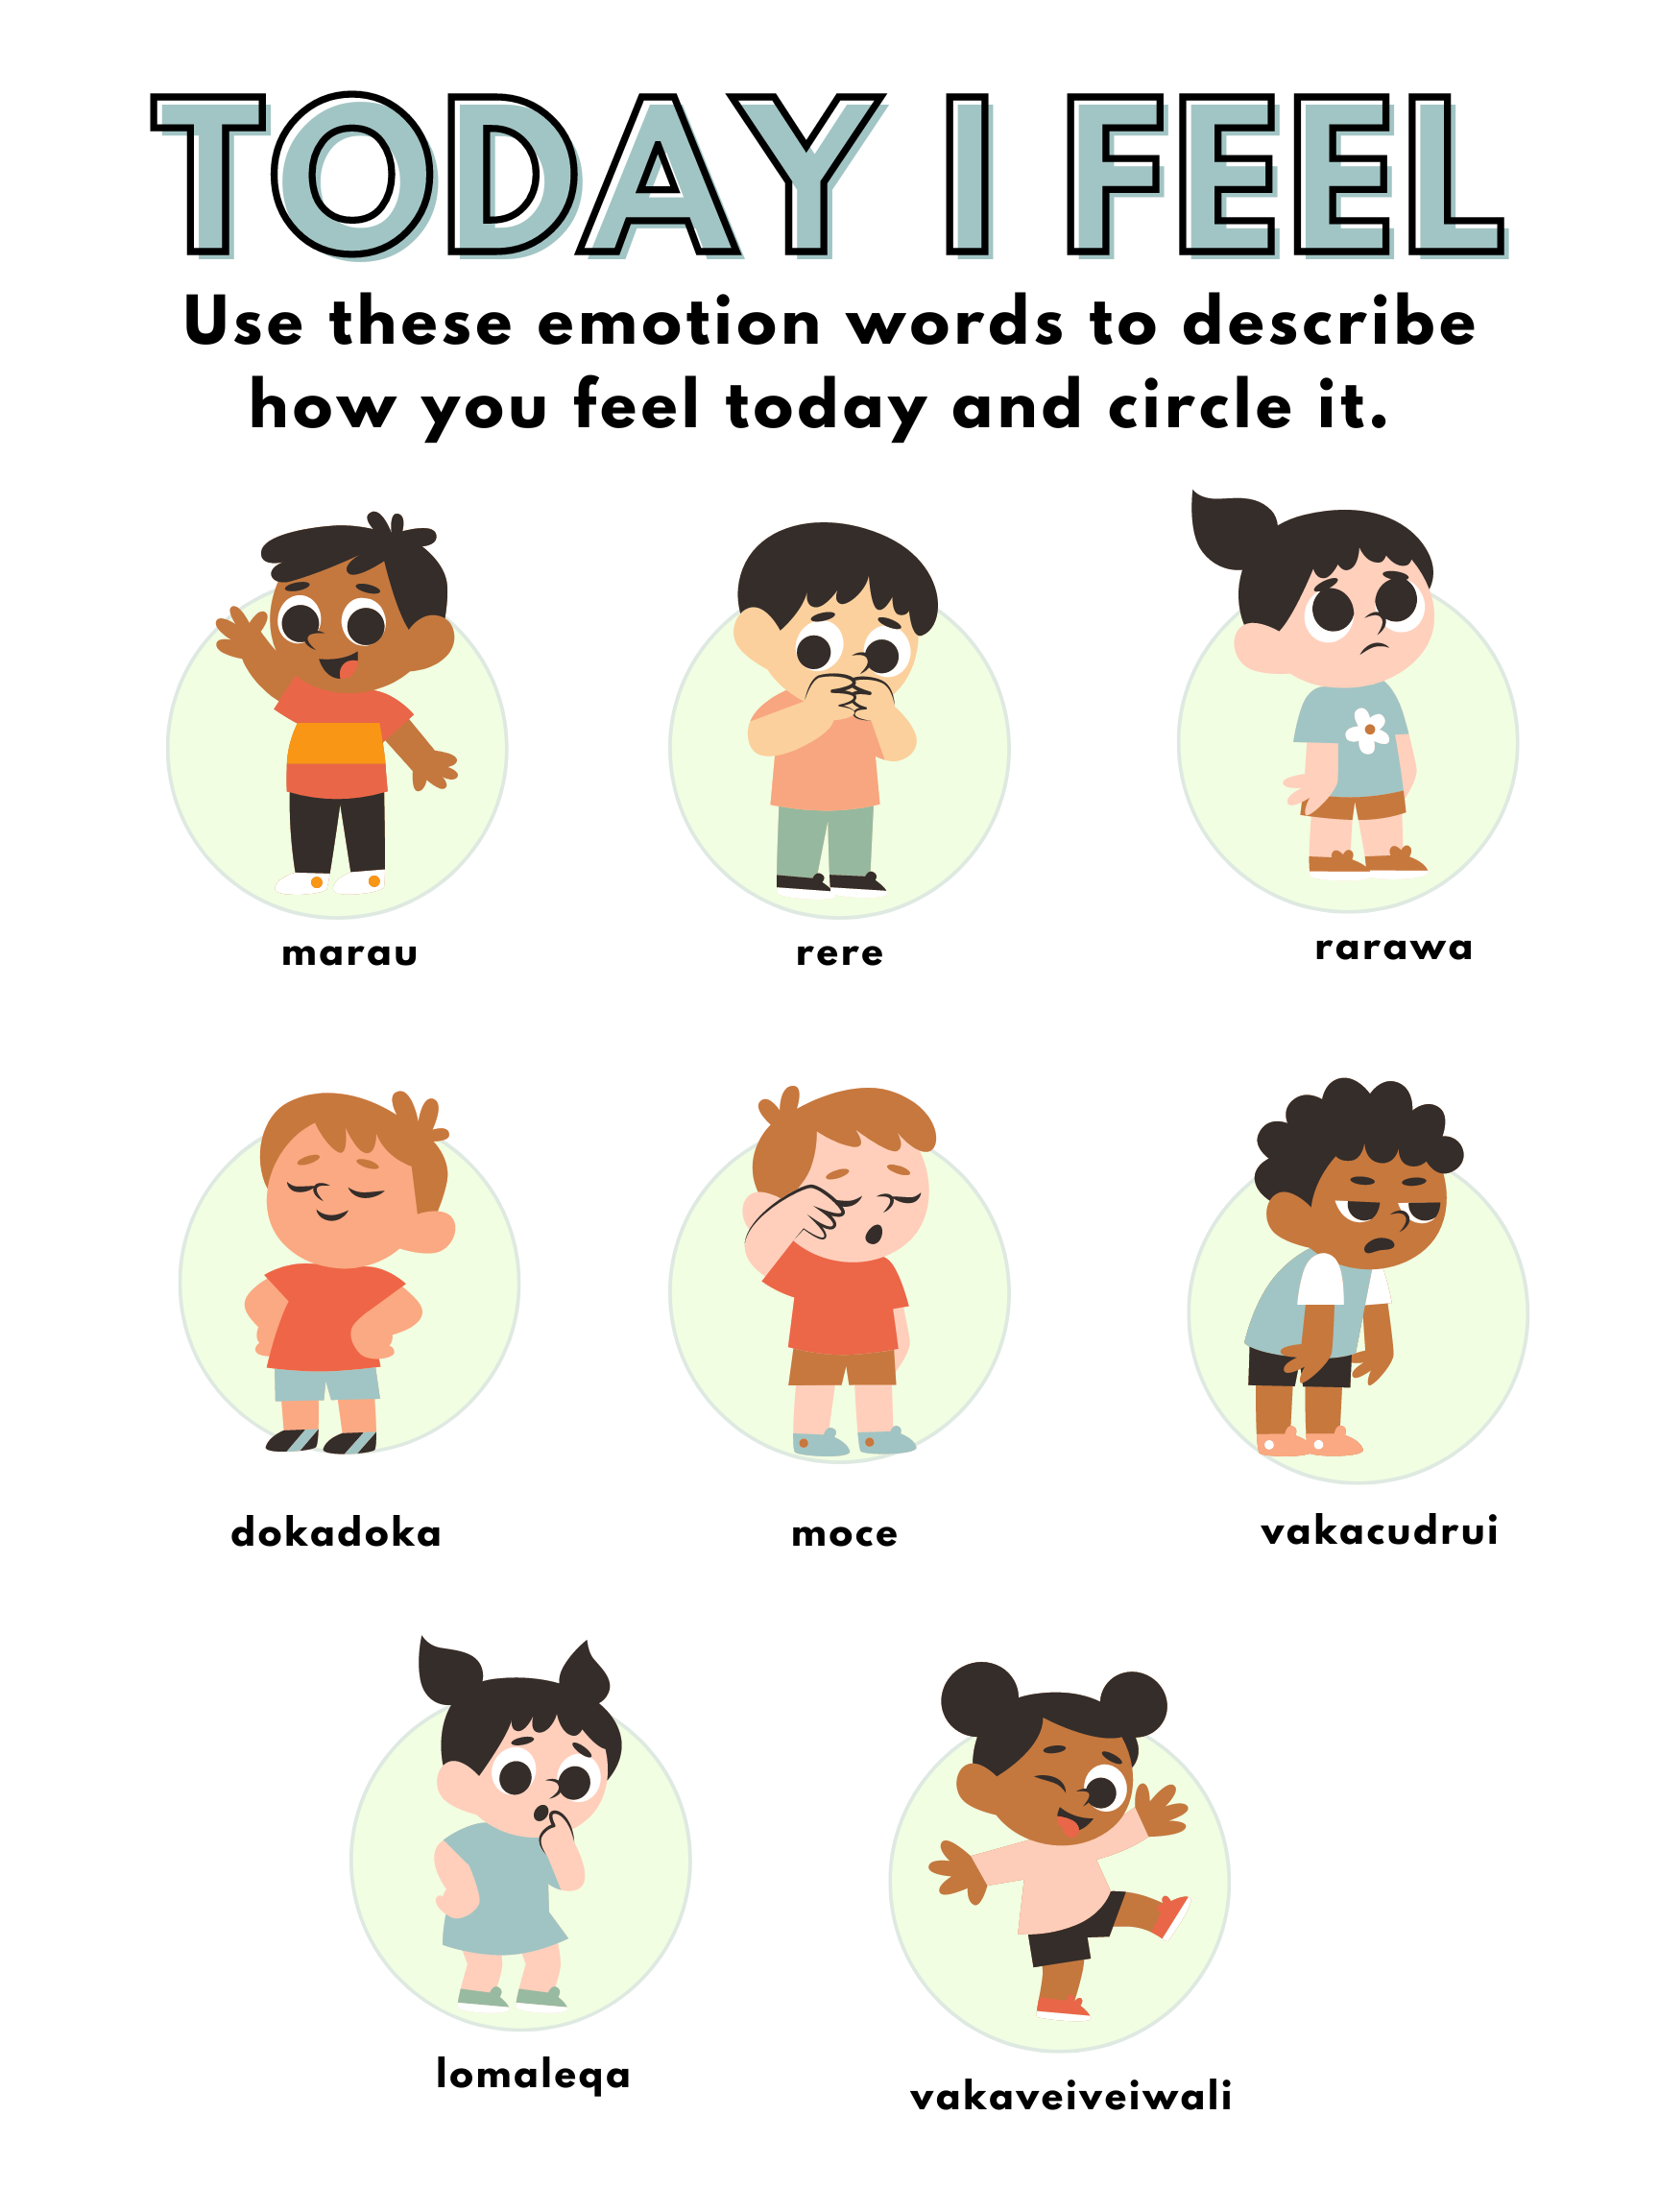 TODAY I FEEL
Use these emotion words to describe
how you feel today and circle it.
marau
rere
rarawa
dokadoka
moce
vakacudrui
lomaleqa
vakaveiveiwali